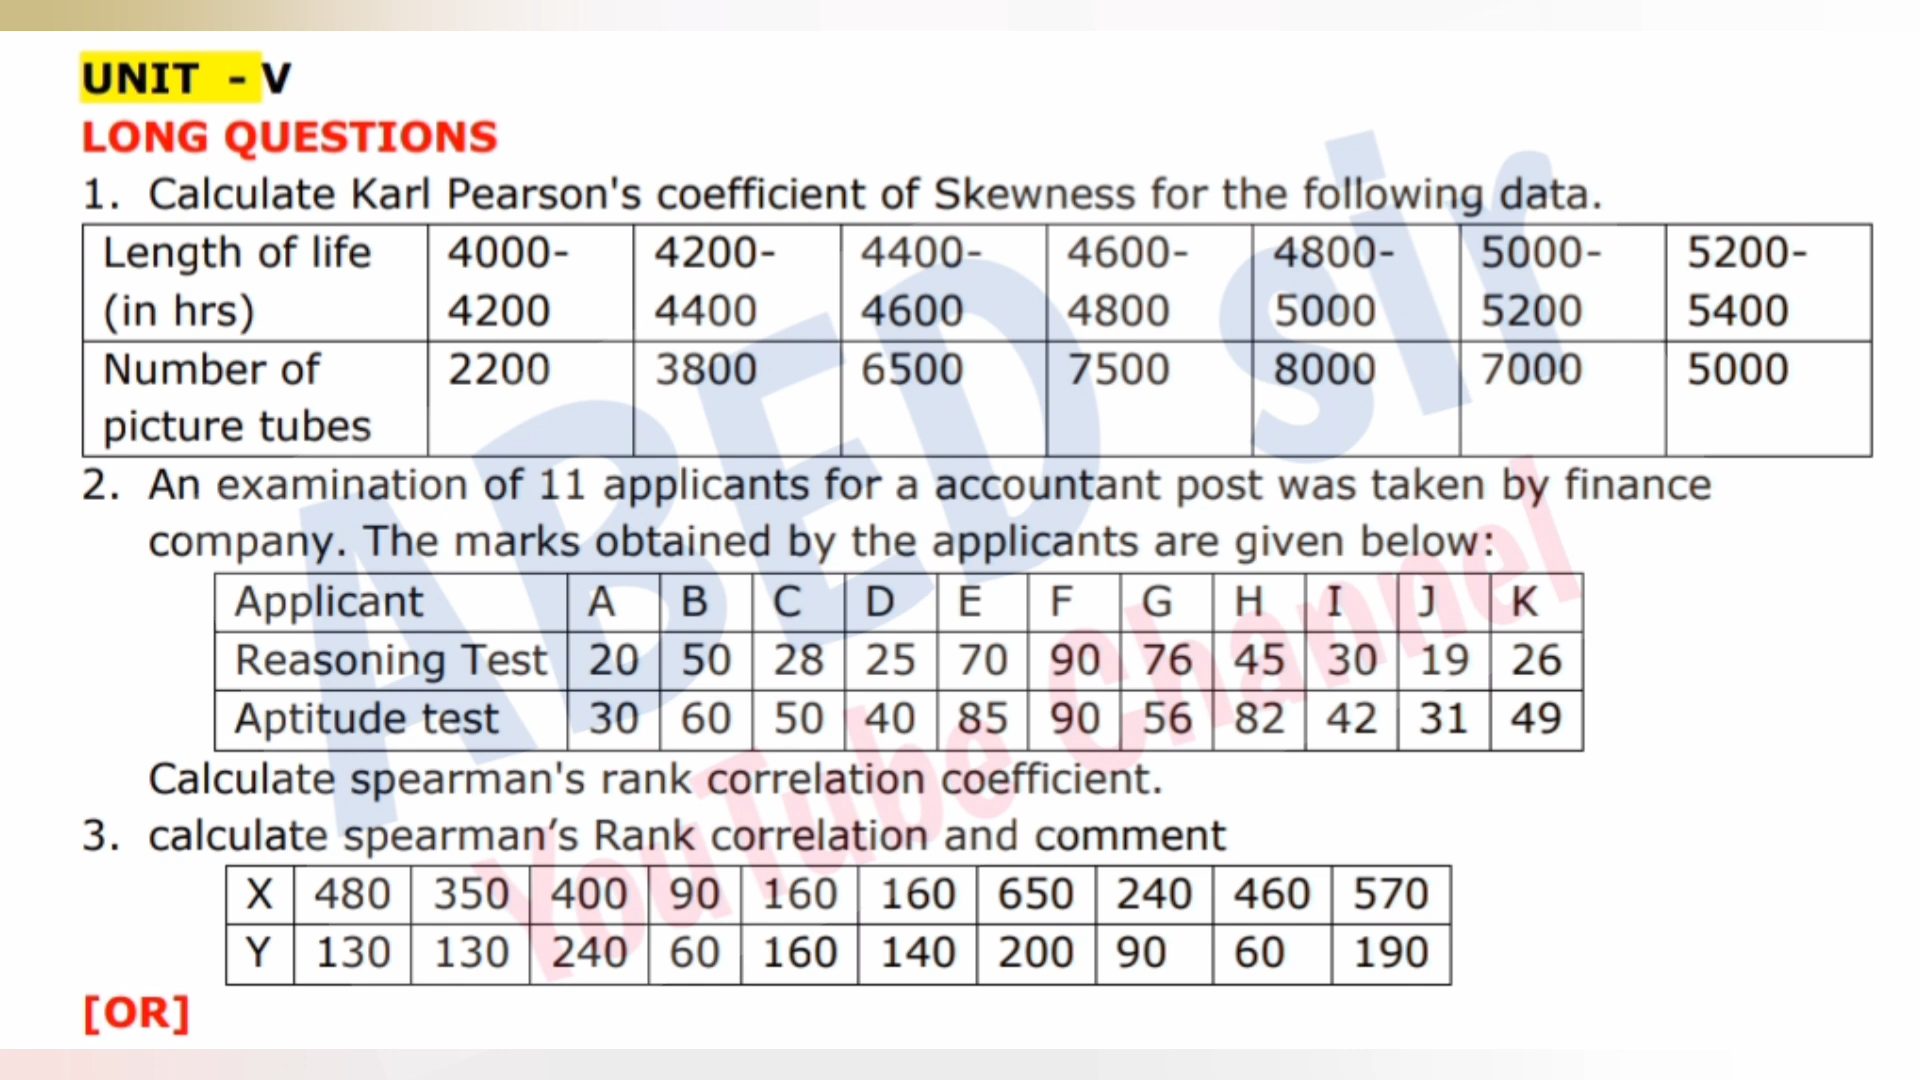 UNIT - V
LONG QUESTIONS
1. Calculate Karl Pearson's coefficient of Skewness for the following data.
Length of life 4000- 4200- 4400- 4600- 4800- 5000- 5200-
(in hrs) 4200 4400 4600 4800 5000 5200 5400
Number of 2200 3800 6500 7500 8000 7000 5000
picture tubes
2. An examination of 11 applicants for a accountant post was taken by finance
company. The marks obtained by the applicants are given below:
Applicant A B C D E F G H I J K
Reasoning Test 20 50 28 25 70 90 76 45 30 19 26
Aptitude test 30 60 50 40 85 90 56 82 42 31 49
Calculate spearman's rank correlation coefficient.
3. calculate spearman’s Rank correlation and comment
X 480 350 400 90 160 160 650 240 460 570
Y 130 130 240 60 160 140 200 90 60 190
[OR]
ABED sir
YouTube Channel